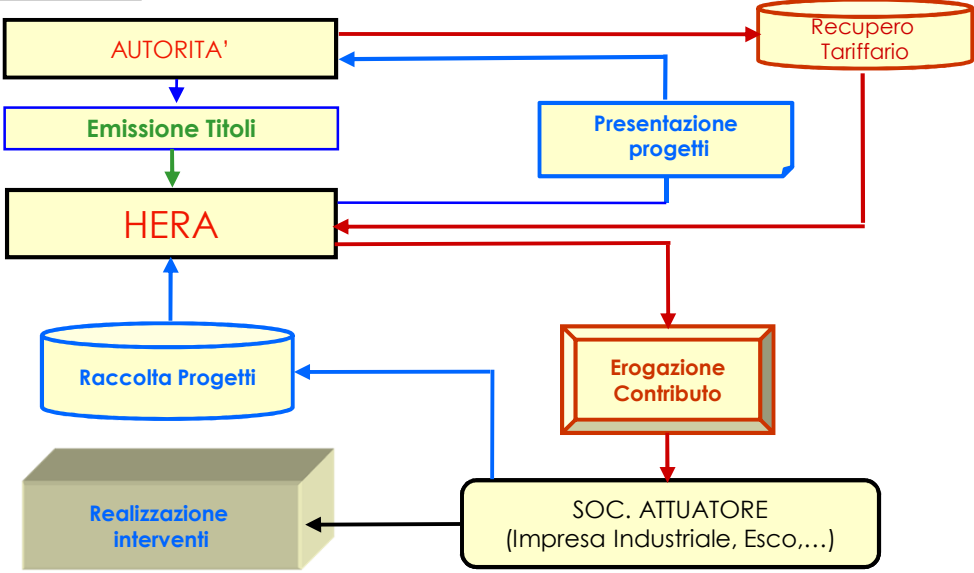 AUTORITA’
Recupero
Tariffario
Emissione Titoli
Presentazione
progetti
HERA
Raccolta Progetti
Erogazione
Contributo
Realizzazione
interventi
SOC. ATTUATORE
(Impresa Industriale, Esco,…)